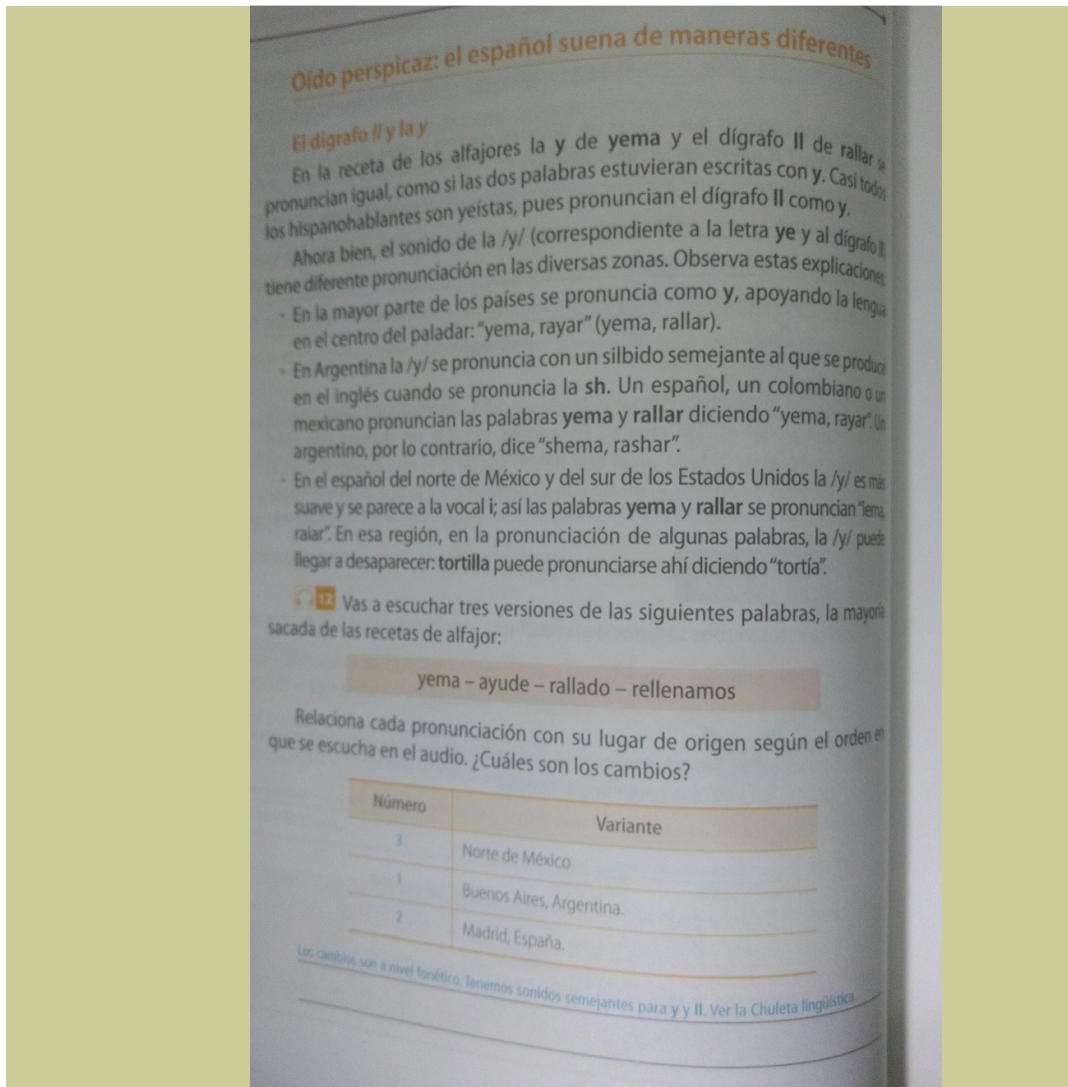 Oído perspicaz: el español suena de maneras diferentes
El dígrafo ll y la y
En la receta de los alfajores la y de yema y el dígrafo ll de rallar se
pronuncian igual, como si las dos palabras estuvieran escritas con y. Casi todos
los hispanohablantes son yeístas, pues pronuncian el dígrafo ll como y.
Ahora bien, el sonido de la /y/ (correspondiente a la letra ye y al dígrafo ll)
tiene diferente pronunciación en las diversas zonas. Observa estas explicaciones
• En la mayor parte de los países se pronuncia como y, apoyando la lengua
en el centro del paladar: “yema, rayar” (yema, rallar).
• En Argentina la /y/ se pronuncia con un silbido semejante al que se produce
en el inglés cuando se pronuncia la sh. Un español, un colombiano o un
mexicano pronuncian las palabras yema y rallar diciendo “yema, rayar”. Un
argentino, por lo contrario, dice “shema, rashar”.
• En el español del norte de México y del sur de los Estados Unidos la /y/ es más
suave y se parece a la vocal i; así las palabras yema y rallar se pronuncian “iema,
raiar”. En esa región, en la pronunciación de algunas palabras, la /y/ puede
llegar a desaparecer: tortilla puede pronunciarse ahí diciendo “tortía”.
12 Vas a escuchar tres versiones de las siguientes palabras, la mayoría
sacada de las recetas de alfajor:
yema – ayude – rallado – rellenamos
Relaciona cada pronunciación con su lugar de origen según el orden en
que se escucha en el audio. ¿Cuáles son los cambios?
Número Variante
3 Norte de México
1 Buenos Aires, Argentina.
2 Madrid, España.
Los cambios son a nivel fonético. Tenemos sonidos semejantes para y y ll. Ver la Chuleta lingüística.